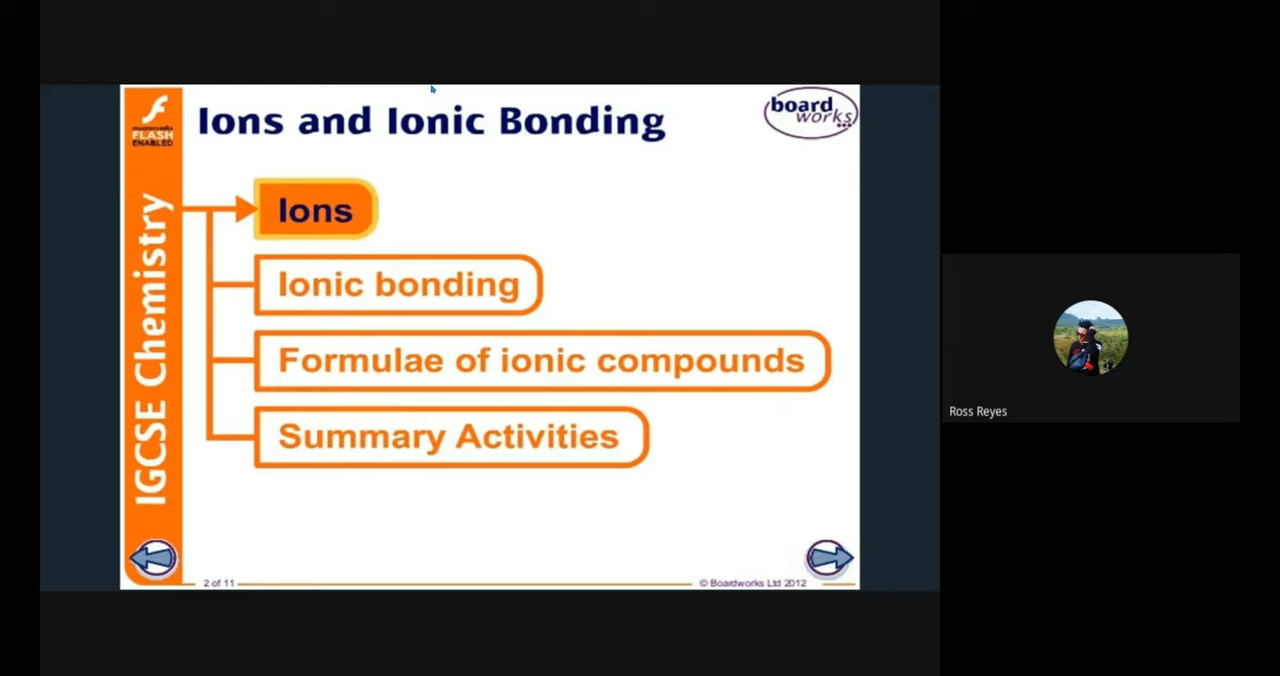 Ions and Ionic Bonding
board
works
macromedia
FLASH
ENABLED
IGCSE Chemistry
Ions
Ionic bonding
Formulae of ionic compounds
Summary Activities
2 of 11
© Boardworks Ltd 2012
Ross Reyes